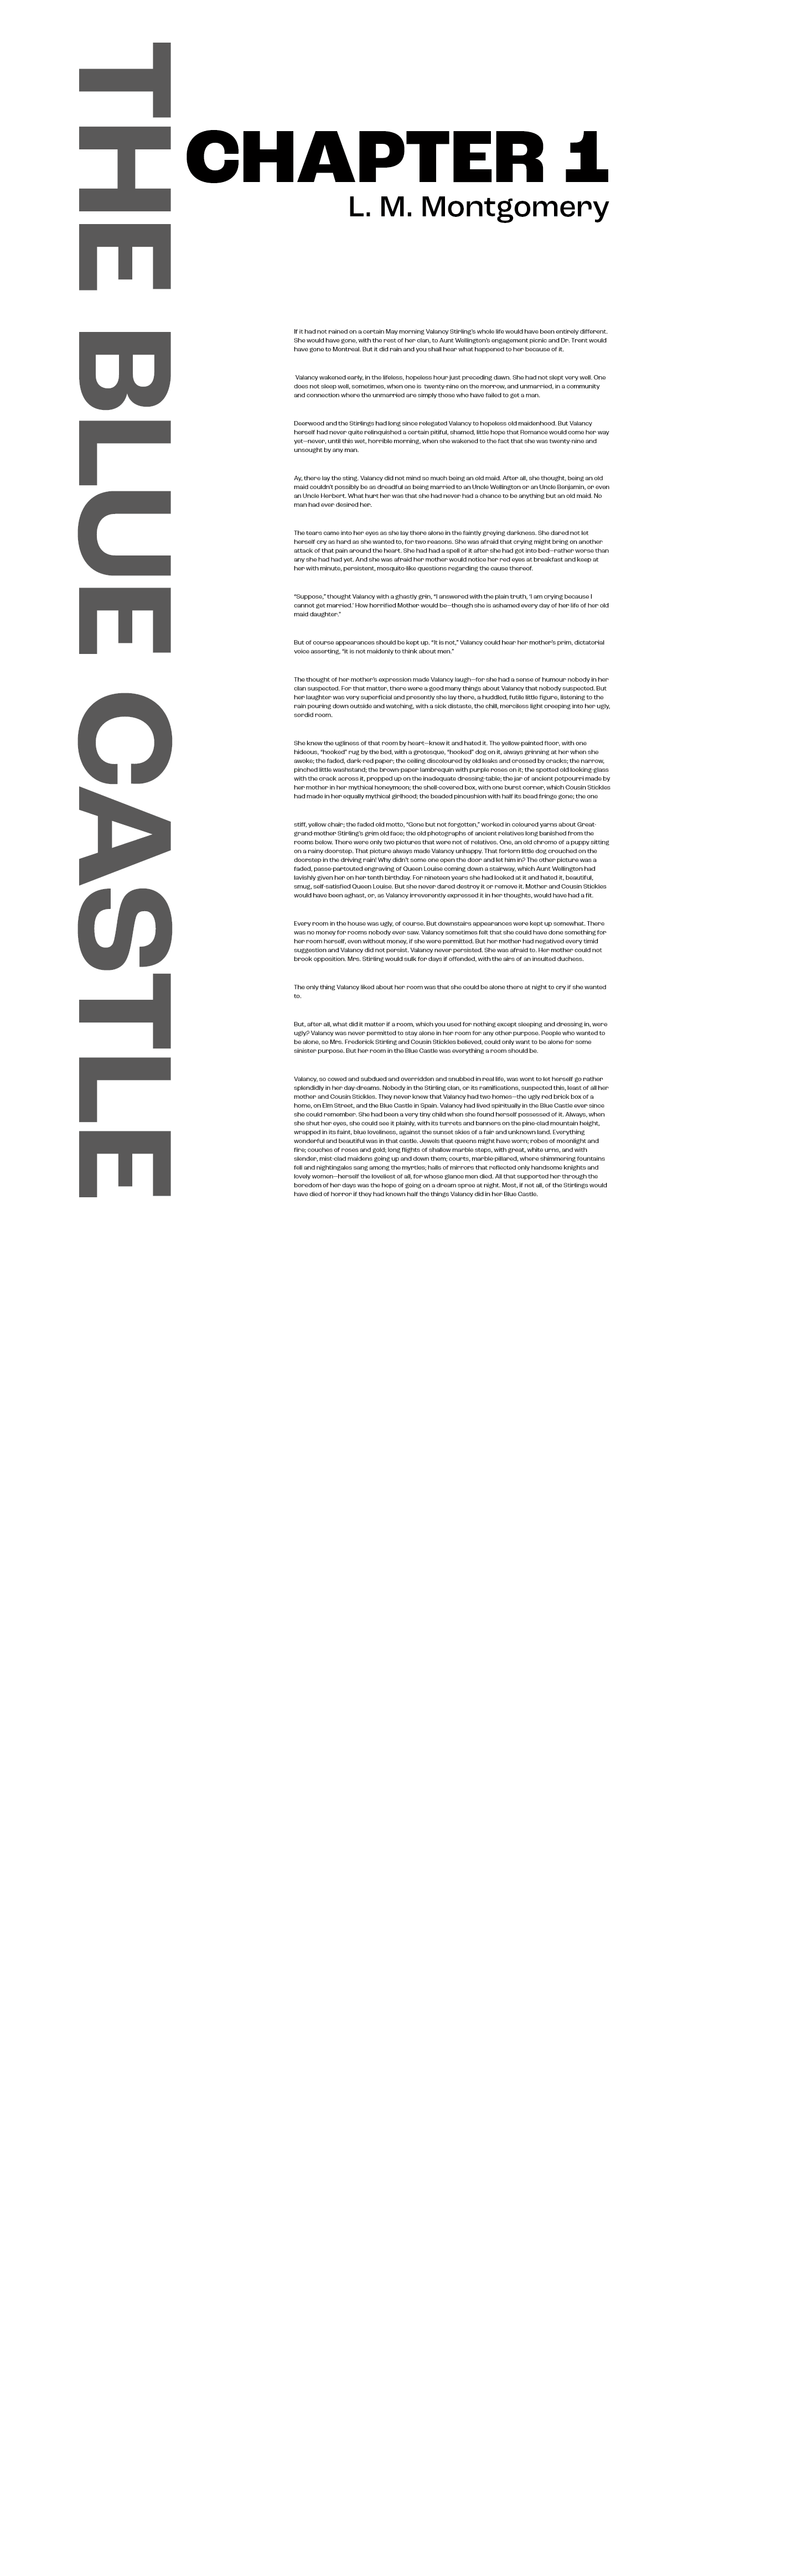 THE BLUE CASTLE
CHAPTER 1
L. M. Montgomery
If it had not rained on a certain May morning Valancy Stirling's whole life would have been entirely different.
She would have gone, with the rest of her clan, to Aunt Wellington's engagement picnic and Dr. Trent would
have gone to Montreal. But it did rain and you shall hear what happened to her because of it.
Valancy wakened early, in the lifeless, hopeless hour just preceding dawn. She had not slept very well. One
does not sleep well, sometimes, when one is twenty-nine on the morrow, and unmarried, in a community
and connection where the unmarried are simply those who have failed to get a man.
Deerwood and the Stirlings had long since relegated Valancy to hopeless old maidenhood. But Valancy
herself had never quite relinquished a certain pitiful, shamed, little hope that Romance would come her way
yet—never, until this wet, horrible morning, when she wakened to the fact that she was twenty-nine and
unsought by any man.
Ay, there lay the sting. Valancy did not mind so much being an old maid. After all, she thought, being an old
maid couldn't possibly be as dreadful as being married to an Uncle Wellington or an Uncle Benjamin, or even
an Uncle Herbert. What hurt her was that she had never had a chance to be anything but an old maid. No
man had ever desired her.
The tears came into her eyes as she lay there alone in the faintly greying darkness. She dared not let
herself cry as hard as she wanted to, for two reasons. She was afraid that crying might bring on another
attack of that pain around the heart. She had had a spell of it after she had got into bed—rather worse than
any she had had yet. And she was afraid her mother would notice her red eyes at breakfast and keep at
her with minute, persistent, mosquito-like questions regarding the cause thereof.
“Suppose,” thought Valancy with a ghastly grin, “I answered with the plain truth, ‘I am crying because I
cannot get married.’ How horrified Mother would be—though she is ashamed every day of her life of her old
maid daughter.”
But of course appearances should be kept up. “It is not,” Valancy could hear her mother's prim, dictatorial
voice asserting, “it is not maidenly to think about men.”
The thought of her mother's expression made Valancy laugh—for she had a sense of humour nobody in her
clan suspected. For that matter, there were a good many things about Valancy that nobody suspected. But
her laughter was very superficial and presently she lay there, a huddled, futile little figure, listening to the
rain pouring down outside and watching, with a sick distaste, the chill, merciless light creeping into her ugly,
sordid room.
She knew the ugliness of that room by heart—knew it and hated it. The yellow-painted floor, with one
hideous, “hooked” rug by the bed, with a grotesque, “hooked” dog on it, always grinning at her when she
awoke; the faded, dark-red paper; the ceiling discoloured by old leaks and crossed by cracks; the narrow,
pinched little washstand; the brown-paper lambrequin with purple roses on it; the spotted old looking-glass
with the crack across it, propped up on the inadequate dressing-table; the jar of ancient potpourri made by
her mother in her mythical honeymoon; the shell-covered box, with one burst corner, which Cousin Stickles
had made in her equally mythical girlhood; the beaded pincushion with half its bead fringe gone; the one
stiff, yellow chair; the faded old motto, “Gone but not forgotten,” worked in coloured yarns about Great-
grand-mother Stirling's grim old face; the old photographs of ancient relatives long banished from the
rooms below. There were only two pictures that were not of relatives. One, an old chromo of a puppy sitting
on a rainy doorstep. That picture always made Valancy unhappy. That forlorn little dog crouched on the
doorstep in the driving rain! Why didn't some one open the door and let him in? The other picture was a
faded, passe-partouted engraving of Queen Louise coming down a stairway, which Aunt Wellington had
lavishly given her on her tenth birthday. For nineteen years she had looked at it and hated it, beautiful,
smug, self-satisfied Queen Louise. But she never dared destroy it or remove it. Mother and Cousin Stickles
would have been aghast, or, as Valancy irreverently expressed it in her thoughts, would have had a fit.
Every room in the house was ugly, of course. But downstairs appearances were kept up somewhat. There
was no money for rooms nobody ever saw. Valancy sometimes felt that she could have done something for
her room herself, even without money, if she were permitted. But her mother had negatived every timid
suggestion and Valancy did not persist. Valancy never persisted. She was afraid to. Her mother could not
brook opposition. Mrs. Stirling would sulk for days if offended, with the airs of an insulted duchess.
The only thing Valancy liked about her room was that she could be alone there at night to cry if she wanted
to.
But, after all, what did it matter if a room, which you used for nothing except sleeping and dressing in, were
ugly? Valancy was never permitted to stay alone in her room for any other purpose. People who wanted to
be alone, so Mrs. Frederick Stirling and Cousin Stickles believed, could only want to be alone for some
sinister purpose. But her room in the Blue Castle was everything a room should be.
Valancy, so cowed and subdued and overridden and snubbed in real life, was wont to let herself go rather
splendidly in her day-dreams. Nobody in the Stirling clan, or its ramifications, suspected this, least of all her
mother and Cousin Stickles. They never knew that Valancy had two homes—the ugly red brick box of a
home, on Elm Street, and the Blue Castle in Spain. Valancy had lived spiritually in the Blue Castle ever since
she could remember. She had been a very tiny child when she found herself possessed of it. Always, when
she shut her eyes, she could see it plainly, with its turrets and banners on the pine-clad mountain height,
wrapped in its faint, blue loveliness, against the sunset skies of a fair and unknown land. Everything
wonderful and beautiful was in that castle. Jewels that queens might have worn; robes of moonlight and
fire; couches of roses and gold; long flights of shallow marble steps, with great, white urns, and with
slender, mist-clad maidens going up and down them; courts, marble-pillared, where shimmering fountains
fell and nightingales sang among the myrtles; halls of mirrors that reflected only handsome knights and
lovely women—herself the loveliest of all, for whose glance men died. All that supported her through the
boredom of her days was the hope of going on a dream spree at night. Most, if not all, of the Stirlings would
have died of horror if they had known half the things Valancy did in her Blue Castle.